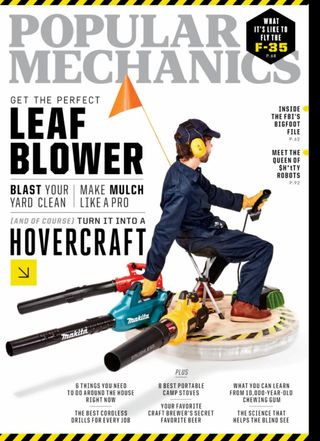 POPULAR
MECHANICS
WHAT
IT'S LIKE TO
FLY THE
F-35
P. 68
GET THE PERFECT
LEAF
BLOWER
BLAST YOUR
YARD CLEAN
MAKE MULCH
LIKE A PRO
(AND OF COURSE) TURN IT INTO A
HOVERCRAFT
INSIDE
THE FBI'S
BIGFOOT
FILE
P. 62
MEET THE
QUEEN OF
SH*TTY
ROBOTS
P. 92
makita
makita
PLUS
6 THINGS YOU NEED
TO DO AROUND THE HOUSE
RIGHT NOW
THE BEST CORDLESS
DRILLS FOR EVERY JOB
8 BEST PORTABLE
CAMP STOVES
YOUR FAVORITE
CRAFT BREWER'S SECRET
FAVORITE BEER
WHAT YOU CAN LEARN
FROM 10,000-YEAR-OLD
CHEWING GUM
THE SCIENCE THAT
HELPS THE BLIND SEE